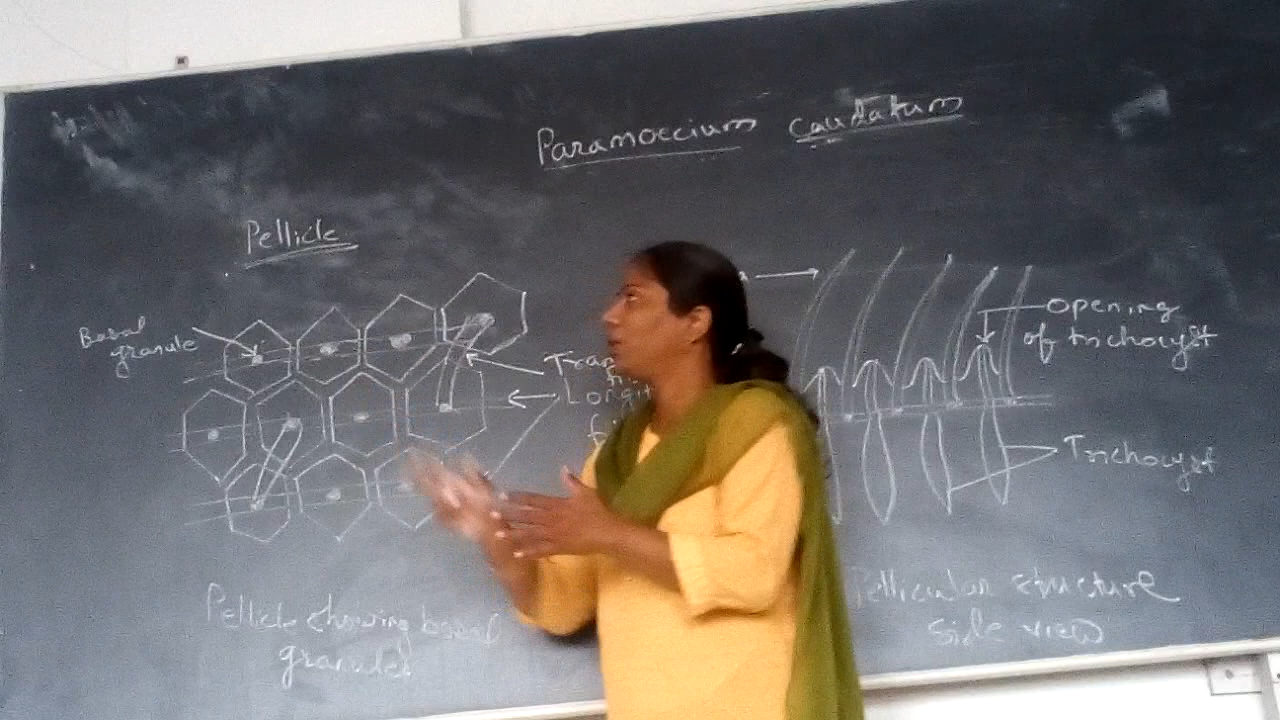 Paramoecium caudatum
Pellicle
Basal
granule
Opening
of trichocyst
Trichocyst
Pellicle showing basal
granules
Pellicular structure
side view